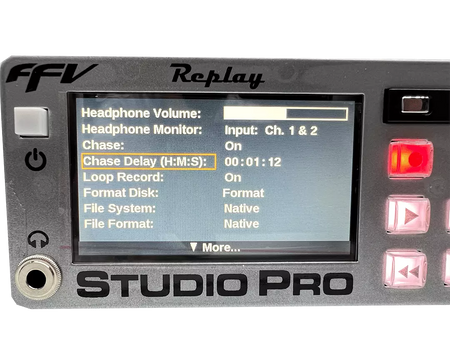 FFV
Replay
Headphone Volume:
Headphone Monitor: Input: Ch. 1 & 2
Chase: On
Chase Delay (H:M:S): 00:01:12
Loop Record: On
Format Disk: Format
File System: Native
File Format: Native
▼ More...
STUDIO PRO